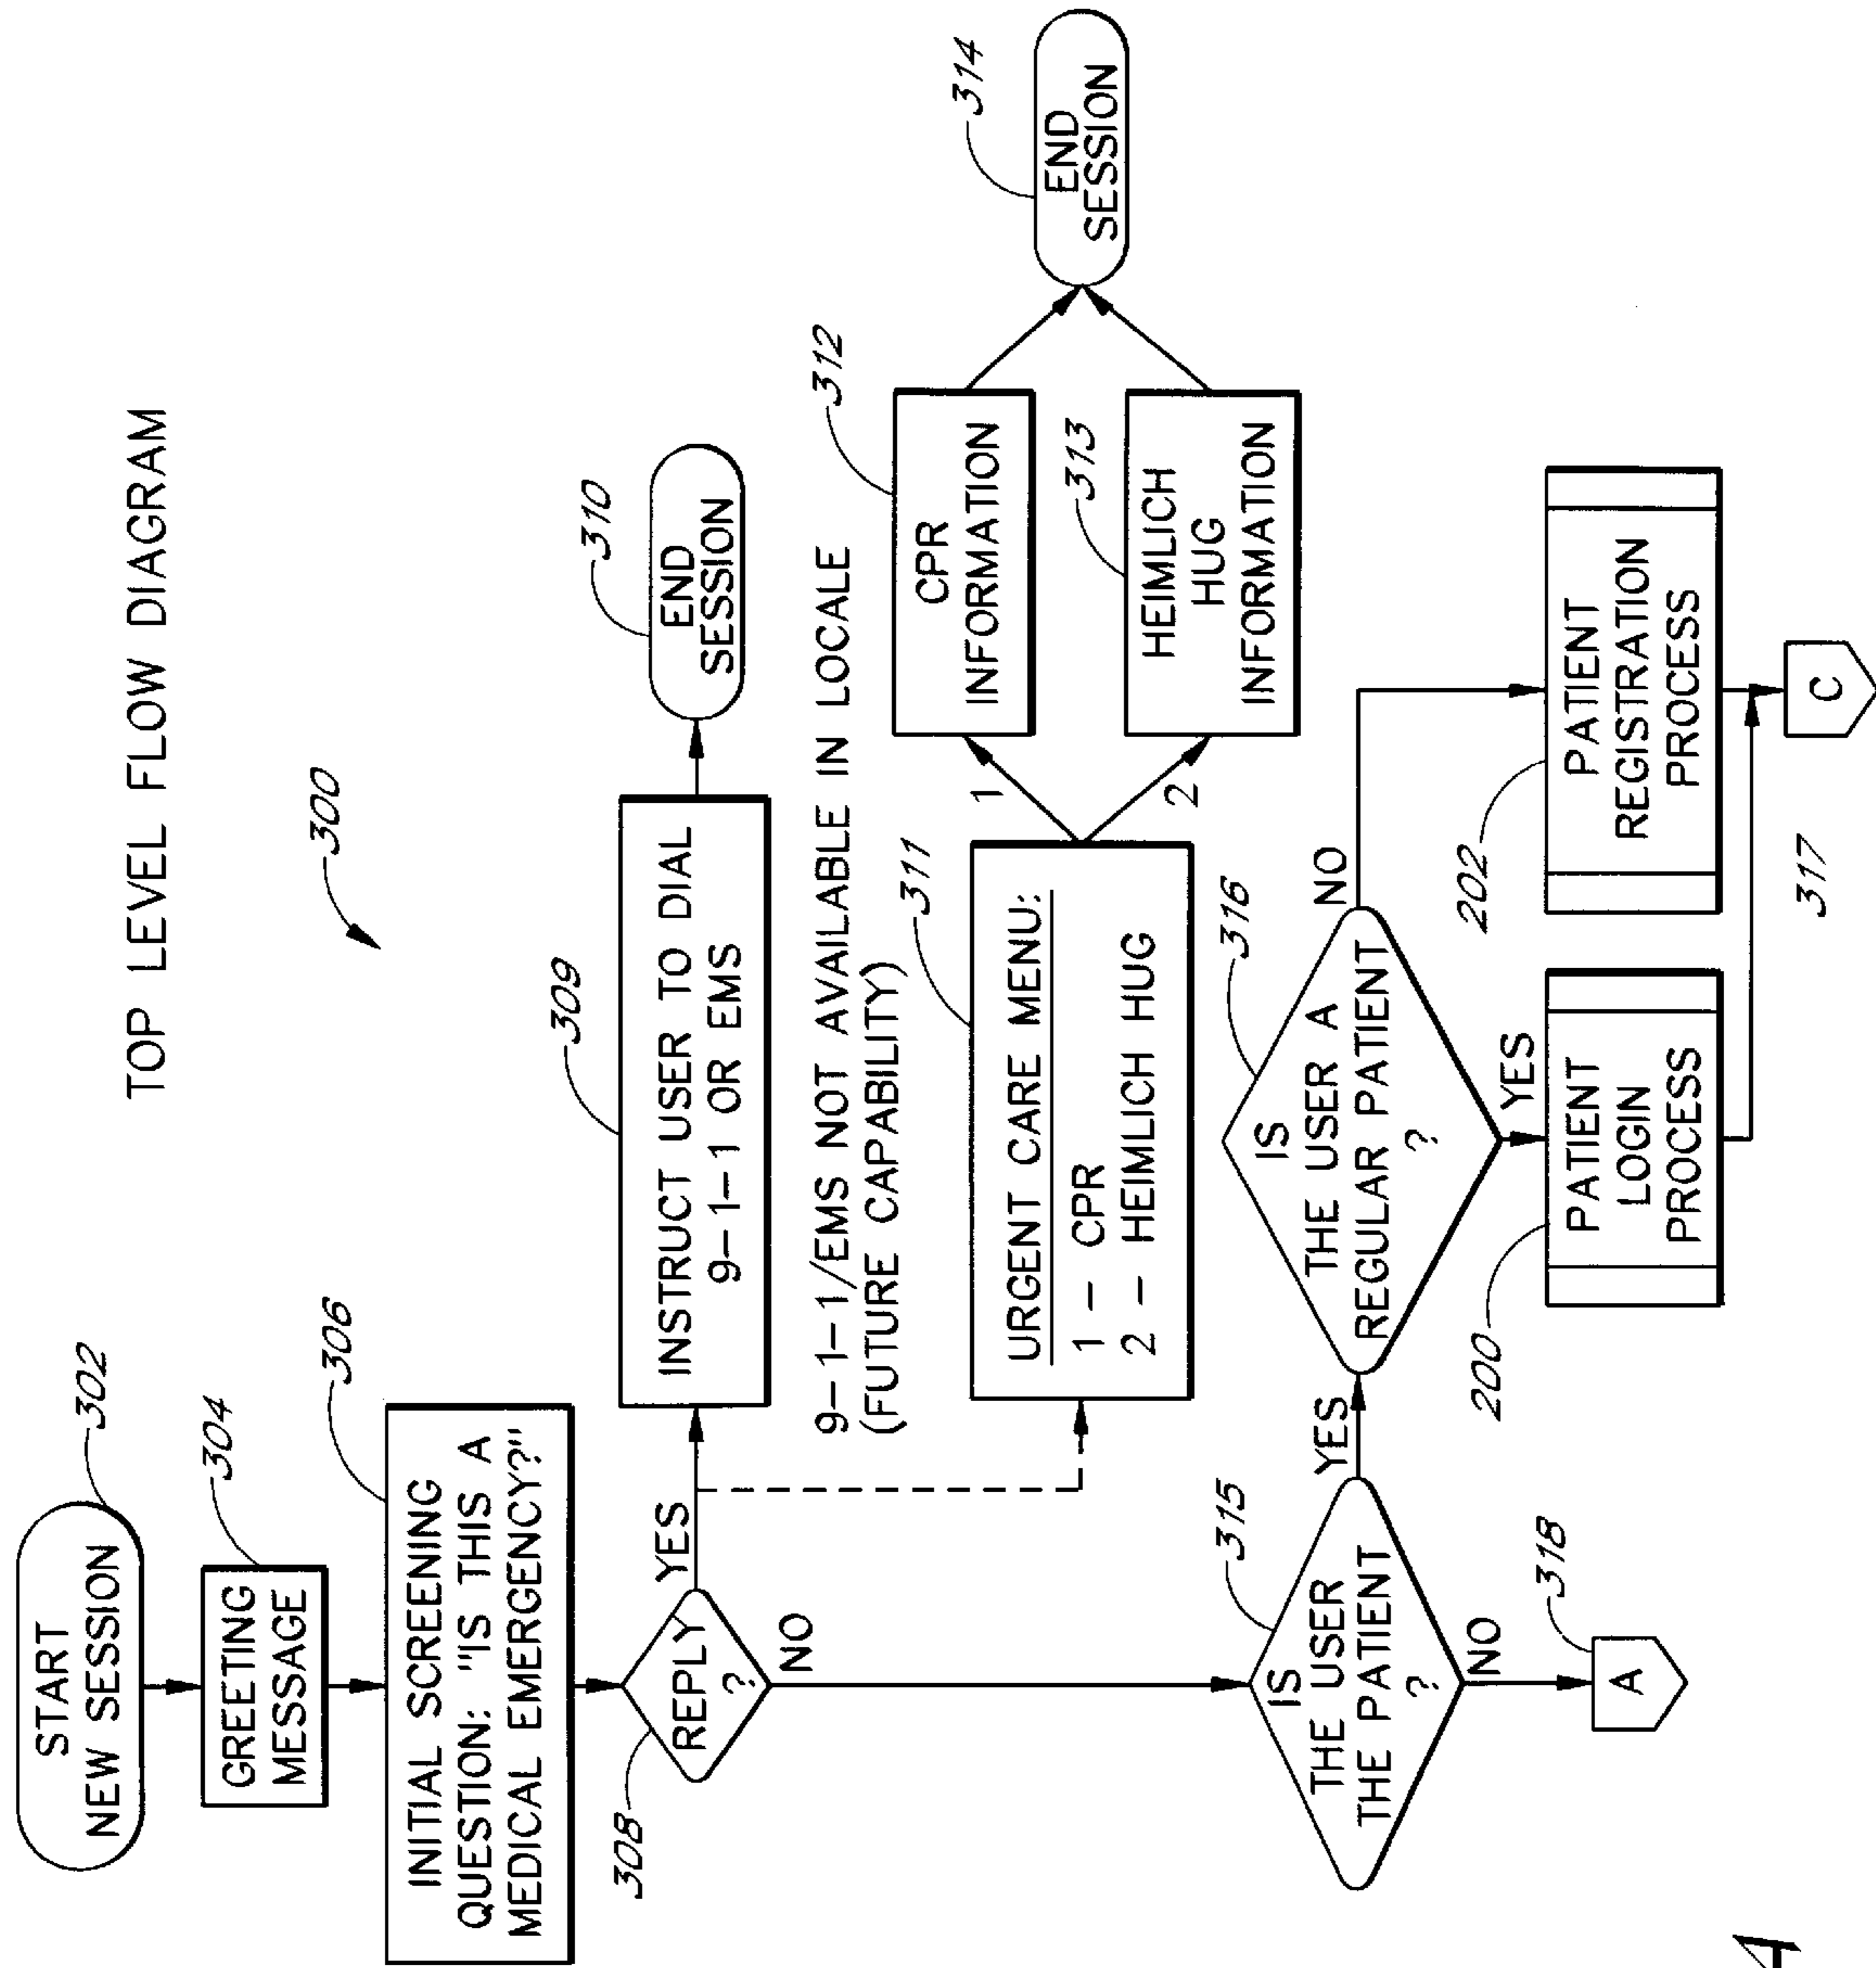 TOP LEVEL FLOW DIAGRAM
300
START
NEW SESSION
302
GREETING
MESSAGE
304
INITIAL SCREENING
QUESTION: "IS THIS A
MEDICAL EMERGENCY?"
306
REPLY
?
308
YES
NO
INSTRUCT USER TO DIAL
9-1-1 OR EMS
309
END
SESSION
310
9-1-1/EMS NOT AVAILABLE IN LOCALE
(FUTURE CAPABILITY)
URGENT CARE MENU:
1 - CPR
2 - HEIMLICH HUG
311
1
2
CPR
INFORMATION
312
HEIMLICH
HUG
INFORMATION
313
END
SESSION
314
IS
THE USER
THE PATIENT
?
315
YES
NO
A
318
IS
THE USER A
REGULAR PATIENT
?
316
NO
YES
PATIENT
LOGIN
PROCESS
200
PATIENT
REGISTRATION
PROCESS
202
317
C